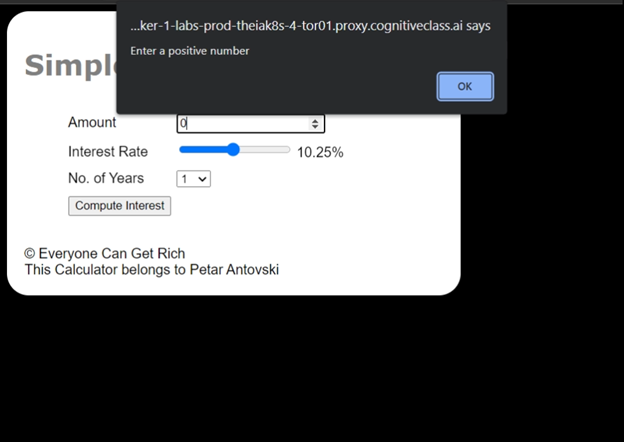 ...ker-1-labs-prod-theiak8s-4-tor01.proxy.cognitiveclass.ai says
Enter a positive number
OK
Simpl
Amount 0
Interest Rate 10.25%
No. of Years 1
Compute Interest
© Everyone Can Get Rich
This Calculator belongs to Petar Antovski